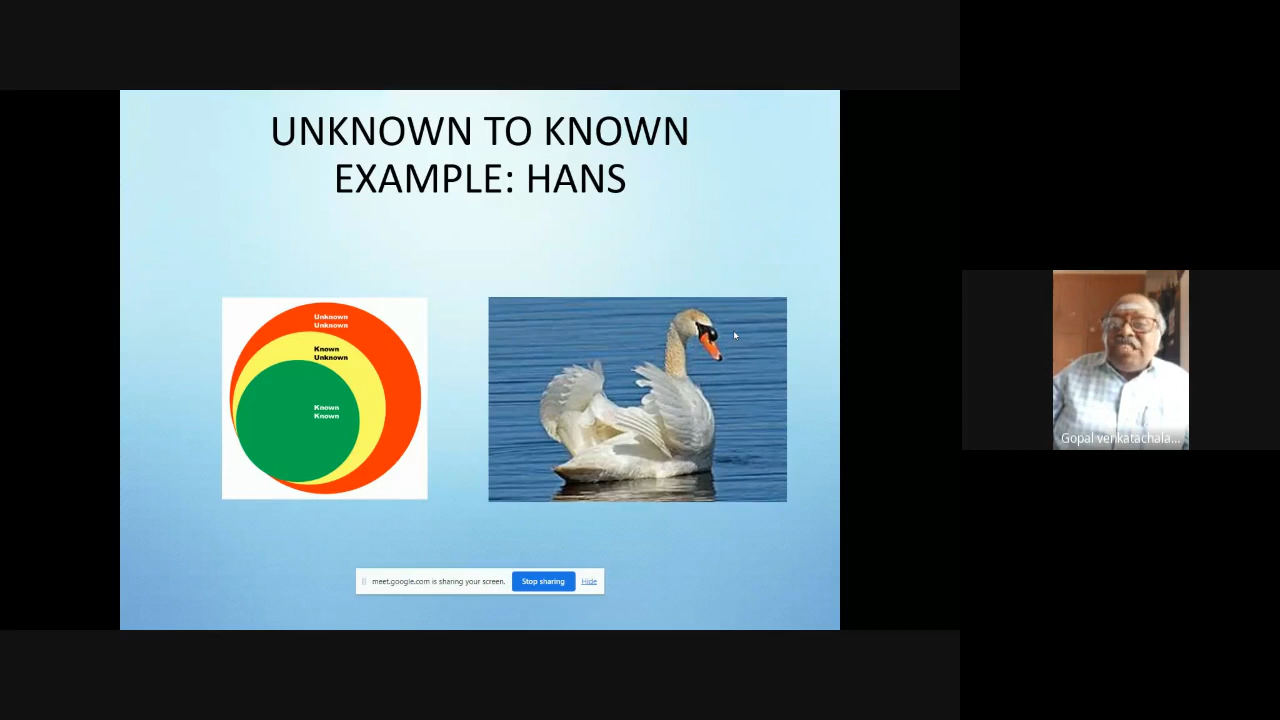 UNKNOWN TO KNOWN
EXAMPLE: HANS
Unknown
Unknown
Known
Unknown
Known
Known
meet.google.com is sharing your screen. Stop sharing Hide
Gopal venkatachala...